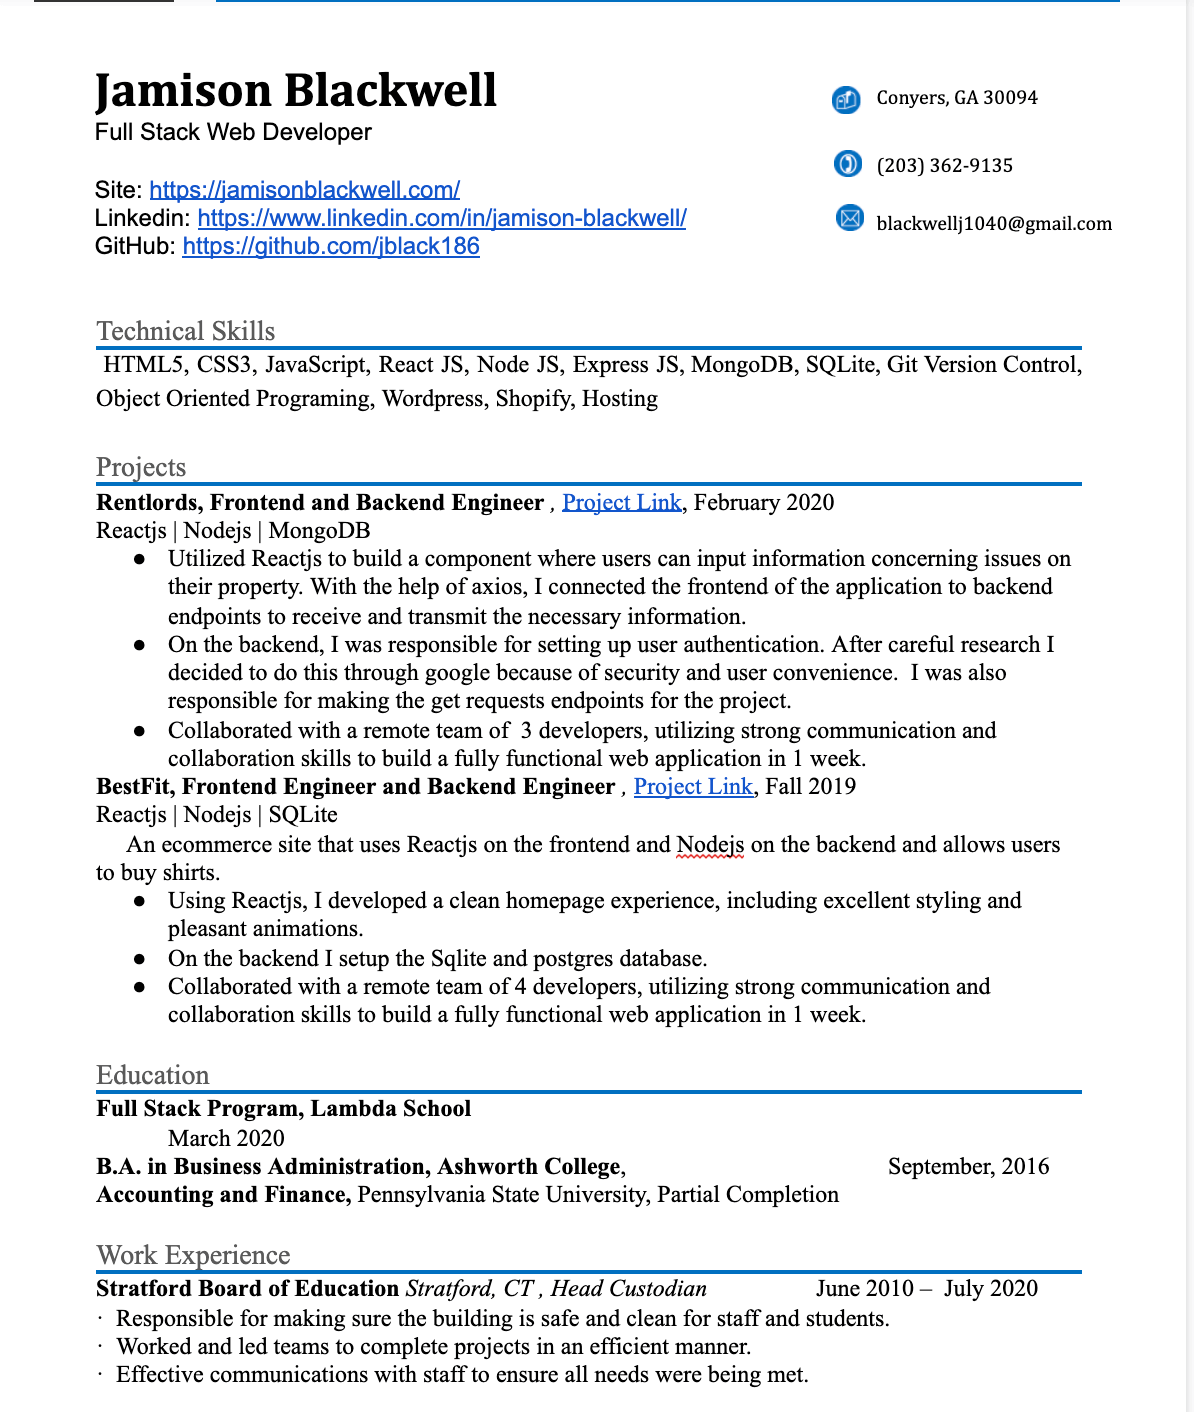 Jamison Blackwell
Full Stack Web Developer
Conyers, GA 30094
(203) 362-9135
blackwellj1040@gmail.com
Site: https://jamisonblackwell.com/
Linkedin: https://www.linkedin.com/in/jamison-blackwell/
GitHub: https://github.com/jblack186
Technical Skills
HTML5, CSS3, JavaScript, React JS, Node JS, Express JS, MongoDB, SQLite, Git Version Control,
Object Oriented Programing, Wordpress, Shopify, Hosting
Projects
Rentlords, Frontend and Backend Engineer , Project Link, February 2020
Reactjs | Nodejs | MongoDB
● Utilized Reactjs to build a component where users can input information concerning issues on
their property. With the help of axios, I connected the frontend of the application to backend
endpoints to receive and transmit the necessary information.
● On the backend, I was responsible for setting up user authentication. After careful research I
decided to do this through google because of security and user convenience.  I was also
responsible for making the get requests endpoints for the project.
● Collaborated with a remote team of  3 developers, utilizing strong communication and
collaboration skills to build a fully functional web application in 1 week.
BestFit, Frontend Engineer and Backend Engineer , Project Link, Fall 2019
Reactjs | Nodejs | SQLite
An ecommerce site that uses Reactjs on the frontend and Nodejs on the backend and allows users
to buy shirts.
● Using Reactjs, I developed a clean homepage experience, including excellent styling and
pleasant animations.
● On the backend I setup the Sqlite and postgres database.
● Collaborated with a remote team of 4 developers, utilizing strong communication and
collaboration skills to build a fully functional web application in 1 week.
Education
Full Stack Program, Lambda School
March 2020
B.A. in Business Administration, Ashworth College, September, 2016
Accounting and Finance, Pennsylvania State University, Partial Completion
Work Experience
Stratford Board of Education Stratford, CT , Head Custodian June 2010 –  July 2020
· Responsible for making sure the building is safe and clean for staff and students.
· Worked and led teams to complete projects in an efficient manner.
· Effective communications with staff to ensure all needs were being met.